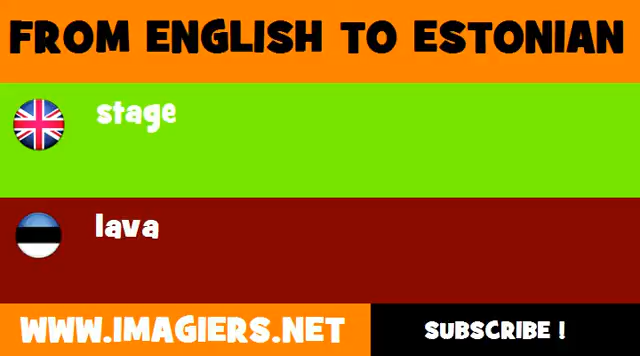 FROM ENGLISH TO ESTONIAN
stage
lava
WWW.IMAGIERS.NET
SUBSCRIBE !